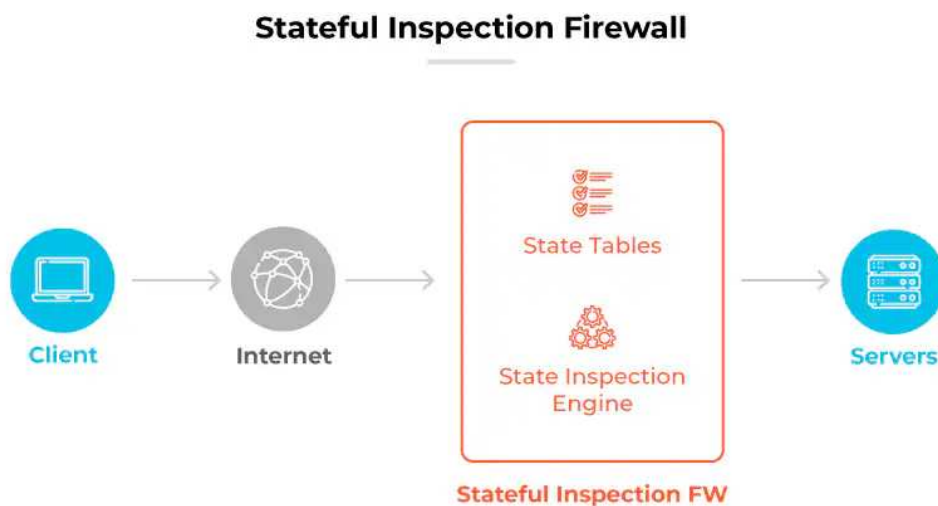 Stateful Inspection Firewall
State Tables
Client
Internet
State Inspection
Engine
Servers
Stateful Inspection FW